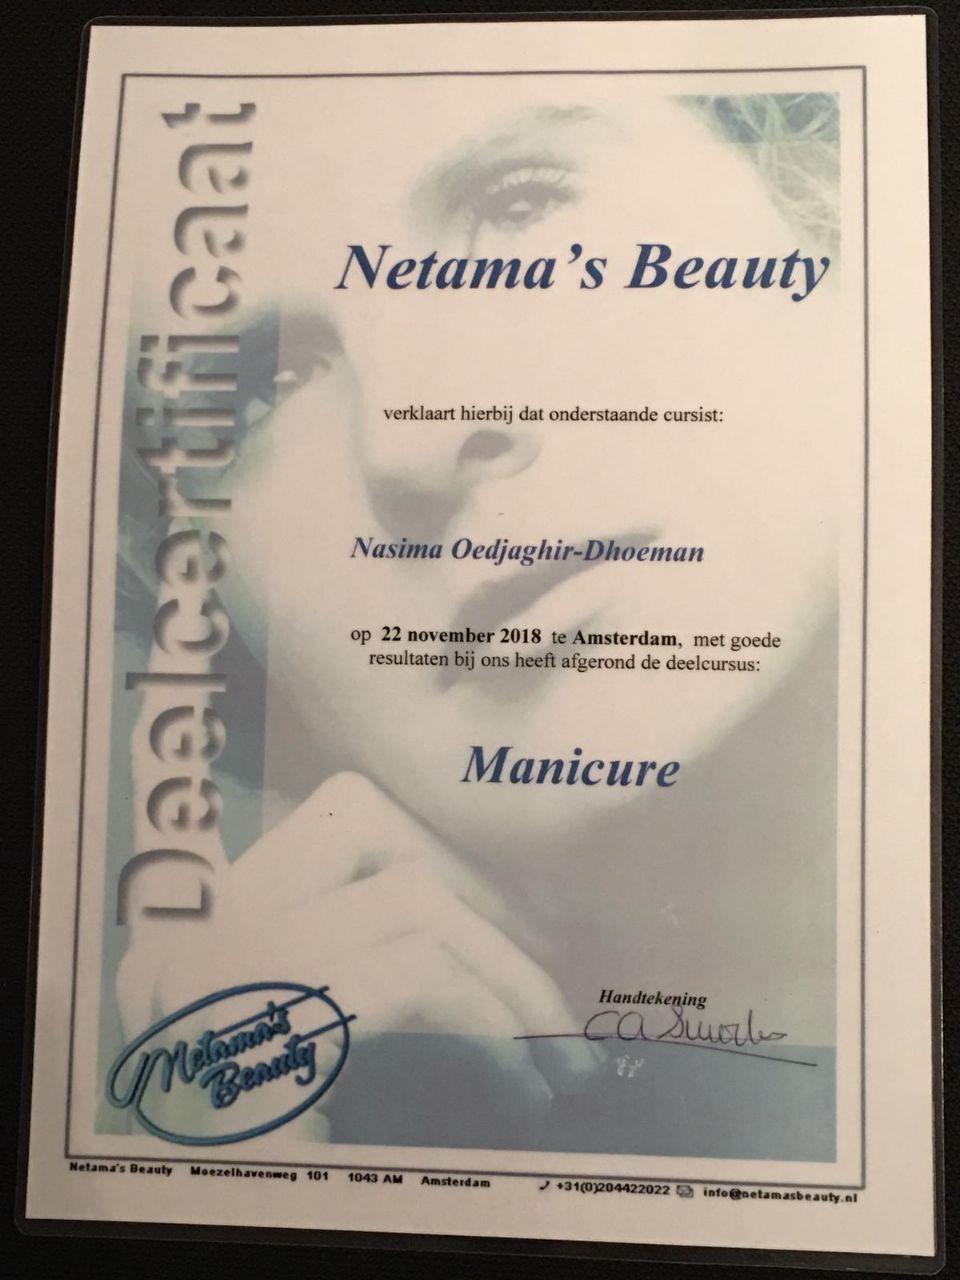 Deelcertificaat
Netama's Beauty
verklaart hierbij dat onderstaande cursist:
Nasima Oedjaghir-Dhoeman
op 22 november 2018 te Amsterdam, met goede
resultaten bij ons heeft afgerond de deelcursus:
Manicure
Handtekening
Netama's
Beauty
Netama's Beauty Moezelhavenweg 101 1043 AM Amsterdam +31(0)204422022 info@netamasbeauty.nl